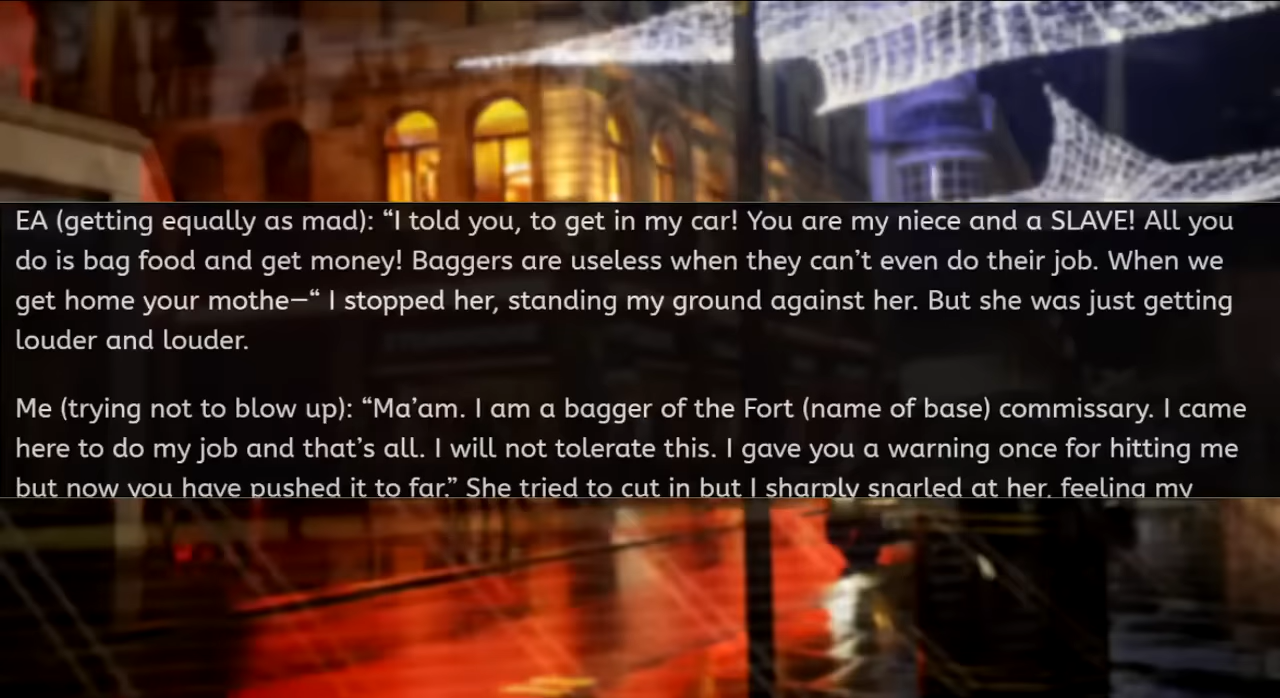 EA (getting equally as mad): “I told you, to get in my car! You are my niece and a SLAVE! All you
do is bag food and get money! Baggers are useless when they can’t even do their job. When we
get home your mothe—“ I stopped her, standing my ground against her. But she was just getting
louder and louder.
Me (trying not to blow up): “Ma’am. I am a bagger of the Fort (name of base) commissary. I came
here to do my job and that’s all. I will not tolerate this. I gave you a warning once for hitting me
but now you have pushed it to far.” She tried to cut in but I sharply snarled at her, feeling my